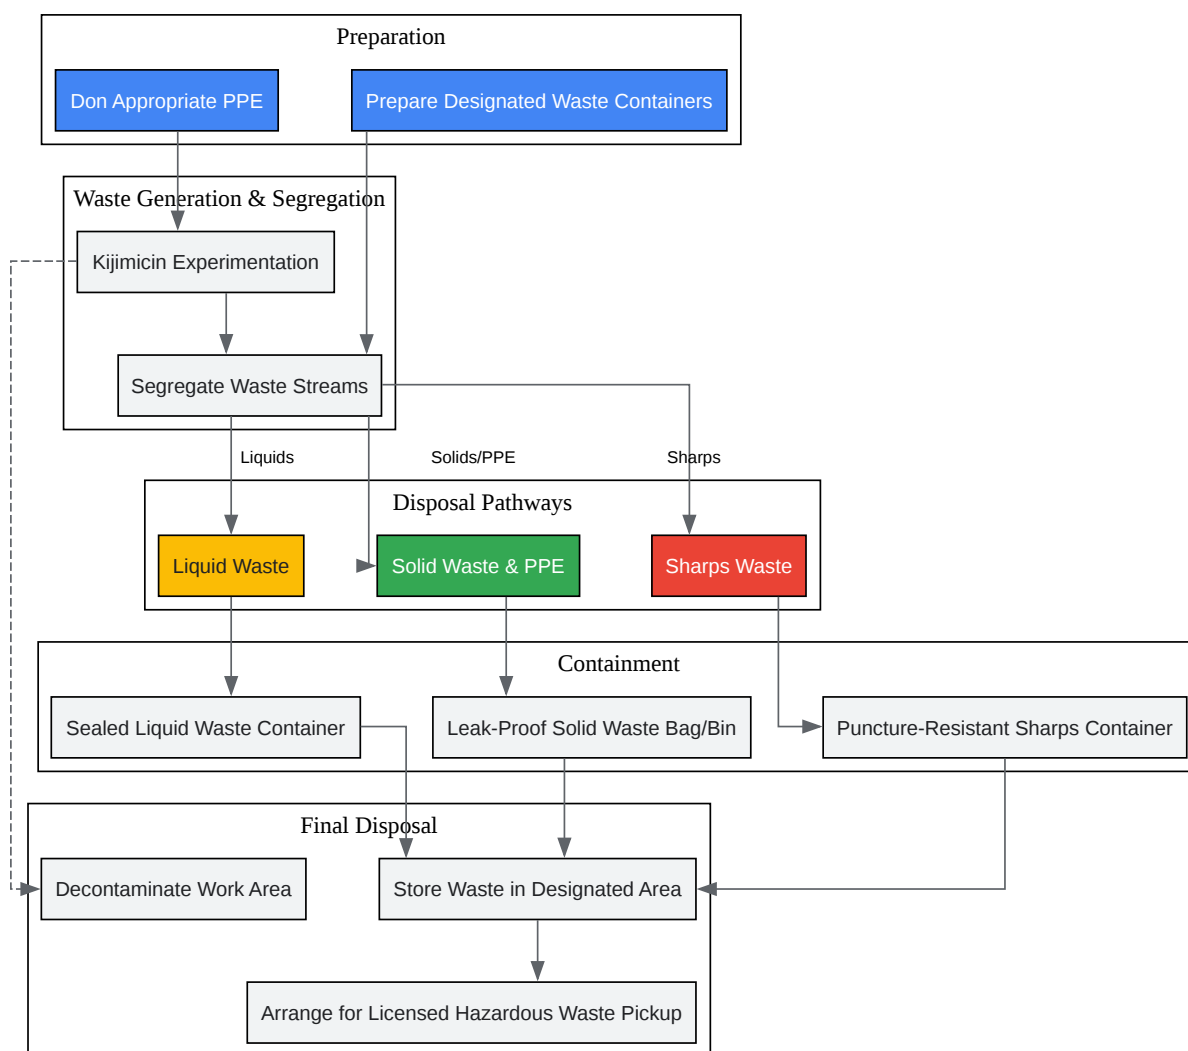 Preparation
Don Appropriate PPE
Prepare Designated Waste Containers
Waste Generation & Segregation
Kijimicin Experimentation
Segregate Waste Streams
Liquids
Solids/PPE
Sharps
Disposal Pathways
Liquid Waste
Solid Waste & PPE
Sharps Waste
Containment
Sealed Liquid Waste Container
Leak-Proof Solid Waste Bag/Bin
Puncture-Resistant Sharps Container
Final Disposal
Decontaminate Work Area
Store Waste in Designated Area
Arrange for Licensed Hazardous Waste Pickup